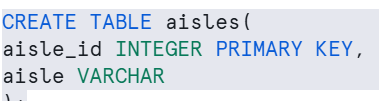 CREATE TABLE aisles(
aisle_id INTEGER PRIMARY KEY,
aisle VARCHAR
);